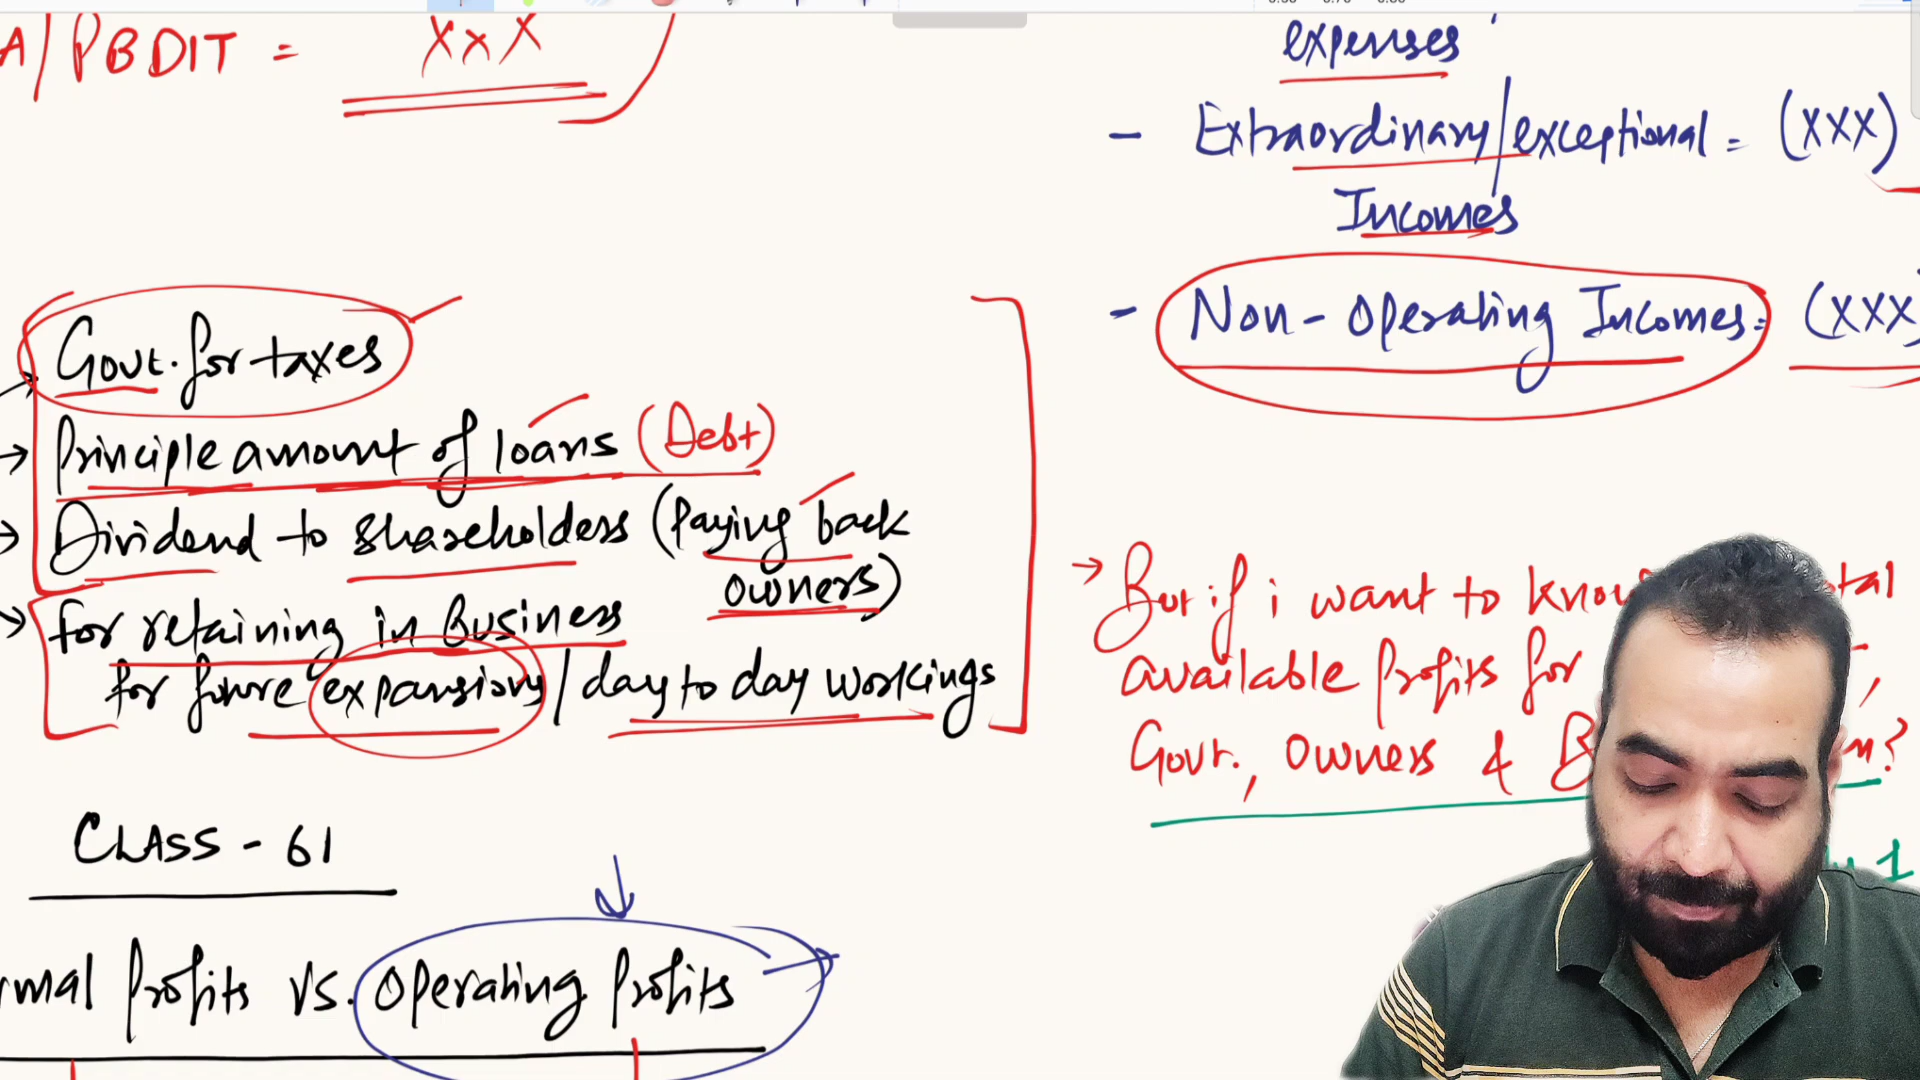 A/PBDIT = XXX
Govt. for taxes
Principle amount of loans (Debt)
Dividend to shareholders (Paying back
owners)
for retaining in Business
for future expansions / day to day workings
CLASS - 61
Profits vs. Operating Profits
expenses
- Extraordinary/exceptional = (XXX)
Incomes
- Non-Operating Incomes = (XXX
→ But if i want to know
available Profits for
Govt., Owners &